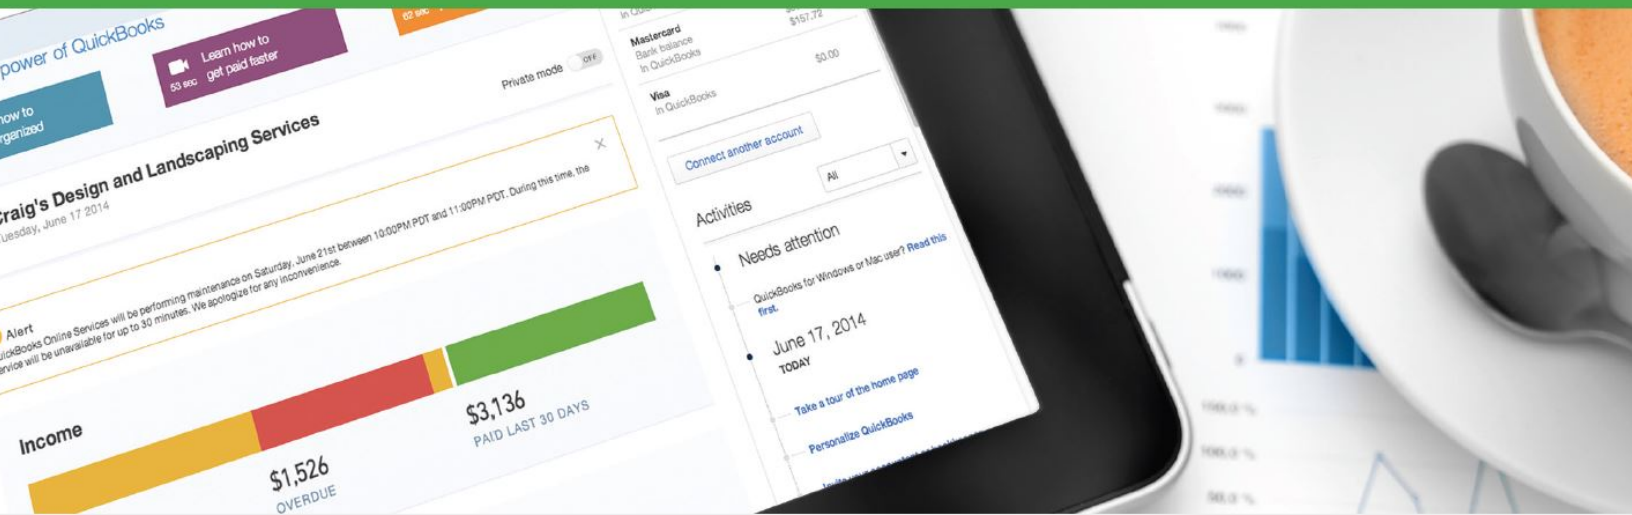 power of QuickBooks
how to
organized
Learn how to
get paid faster
53 sec
62 sec
Private mode OFF
Craig's Design and Landscaping Services
Tuesday, June 17 2014
Alert
QuickBooks Online Services will be performing maintenance on Saturday, June 21st between 10:00PM PDT and 11:00PM PDT. During this time, the
service will be unavailable for up to 30 minutes. We apologize for any inconvenience.
Income
$1,526
OVERDUE
$3,136
PAID LAST 30 DAYS
Mastercard
Bank balance
$157.72
In QuickBooks
Visa
$0.00
In QuickBooks
Connect another account
All
Activities
Needs attention
QuickBooks for Windows or Mac user? Read this
first.
June 17, 2014
TODAY
Take a tour of the home page
Personalize QuickBooks
0